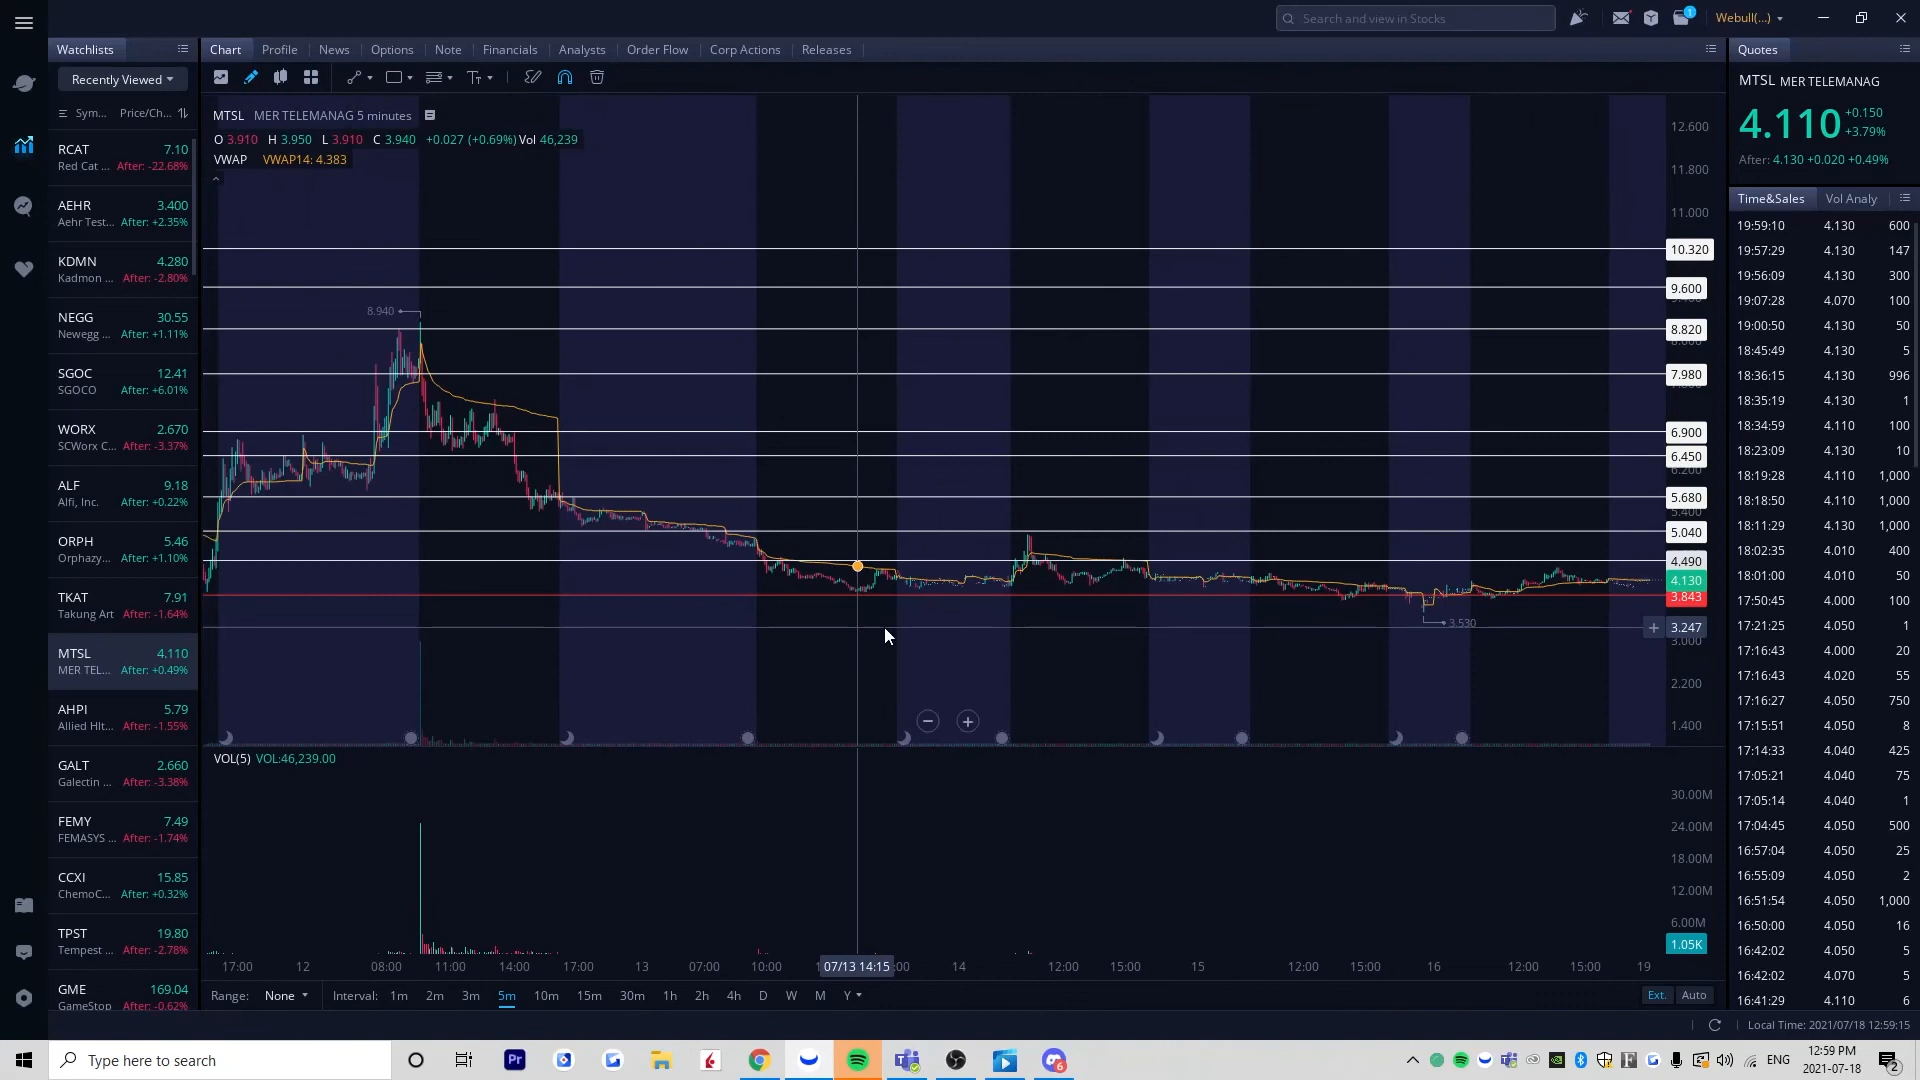 Search and view in Stocks
1
Webull(...)
Watchlists
Chart Profile News Options Note Financials Analysts Order Flow Corp Actions Releases
Quotes
Recently Viewed
Sym... Price/Ch...
RCAT 7.10
Red Cat ... After: -22.68%
AEHR 3.400
Aehr Test... After: +2.35%
KDMN 4.280
Kadmon ... After: -2.80%
NEGG 30.55
Newegg ... After: +1.11%
SGOC 12.41
SGOCO After: +6.01%
WORX 2.670
SCWorx C... After: -3.37%
ALF 9.18
Alfi, Inc. After: +0.22%
ORPH 5.46
Orphazy... After: +1.10%
TKAT 7.91
Takung Art After: -1.64%
MTSL 4.110
MER TEL... After: +0.49%
AHPI 5.79
Allied Hlt... After: -1.55%
GALT 2.660
Galectin ... After: -3.38%
FEMY 7.49
FEMASYS ... After: -1.74%
CCXI 15.85
ChemoC... After: +0.32%
TPST 19.80
Tempest ... After: -2.78%
GME 169.04
GameStop After: -0.62%
MTSL MER TELEMANAG 5 minutes
O 3.910 H 3.950 L 3.910 C 3.940 +0.027 (+0.69%) Vol 46,239
VWAP VWAP14: 4.383
8.940
3.530
12.600
11.800
11.000
10.320
9.600
8.820
7.980
6.900
6.450
6.200
5.680
5.400
5.040
4.490
4.130
3.843
3.247
3.000
2.200
1.400
VOL(5) VOL:46,239.00
30.00M
24.00M
18.00M
12.00M
6.00M
1.05K
17:00 12 08:00 11:00 14:00 17:00 13 07:00 10:00 07/13 14:15 :00 14 12:00 15:00 15 12:00 15:00 16 12:00 15:00 19
Range: None Interval: 1m 2m 3m 5m 10m 15m 30m 1h 2h 4h D W M Y
Ext. Auto
MTSL MER TELEMANAG
4.110 +0.150
+3.79%
After: 4.130 +0.020 +0.49%
Time&Sales Vol Analy
19:59:10 4.130 600
19:57:29 4.130 147
19:56:09 4.130 300
19:07:28 4.070 100
19:00:50 4.130 50
18:45:49 4.130 5
18:36:15 4.130 996
18:35:19 4.130 1
18:34:59 4.110 100
18:23:09 4.130 10
18:19:28 4.110 1,000
18:18:50 4.110 1,000
18:11:29 4.130 1,000
18:02:35 4.010 400
18:01:00 4.010 50
17:50:45 4.000 100
17:21:25 4.050 1
17:16:43 4.000 20
17:16:43 4.020 55
17:16:27 4.050 750
17:15:51 4.050 8
17:14:33 4.040 425
17:05:21 4.040 75
17:05:14 4.040 1
17:04:45 4.050 500
16:57:04 4.050 25
16:55:09 4.050 2
16:51:54 4.050 1,000
16:50:00 4.050 16
16:42:02 4.050 5
16:42:02 4.070 5
16:41:29 4.110 6
Local Time: 2021/07/18 12:59:15
Type here to search
Pr
6
ENG
12:59 PM
2021-07-18
2